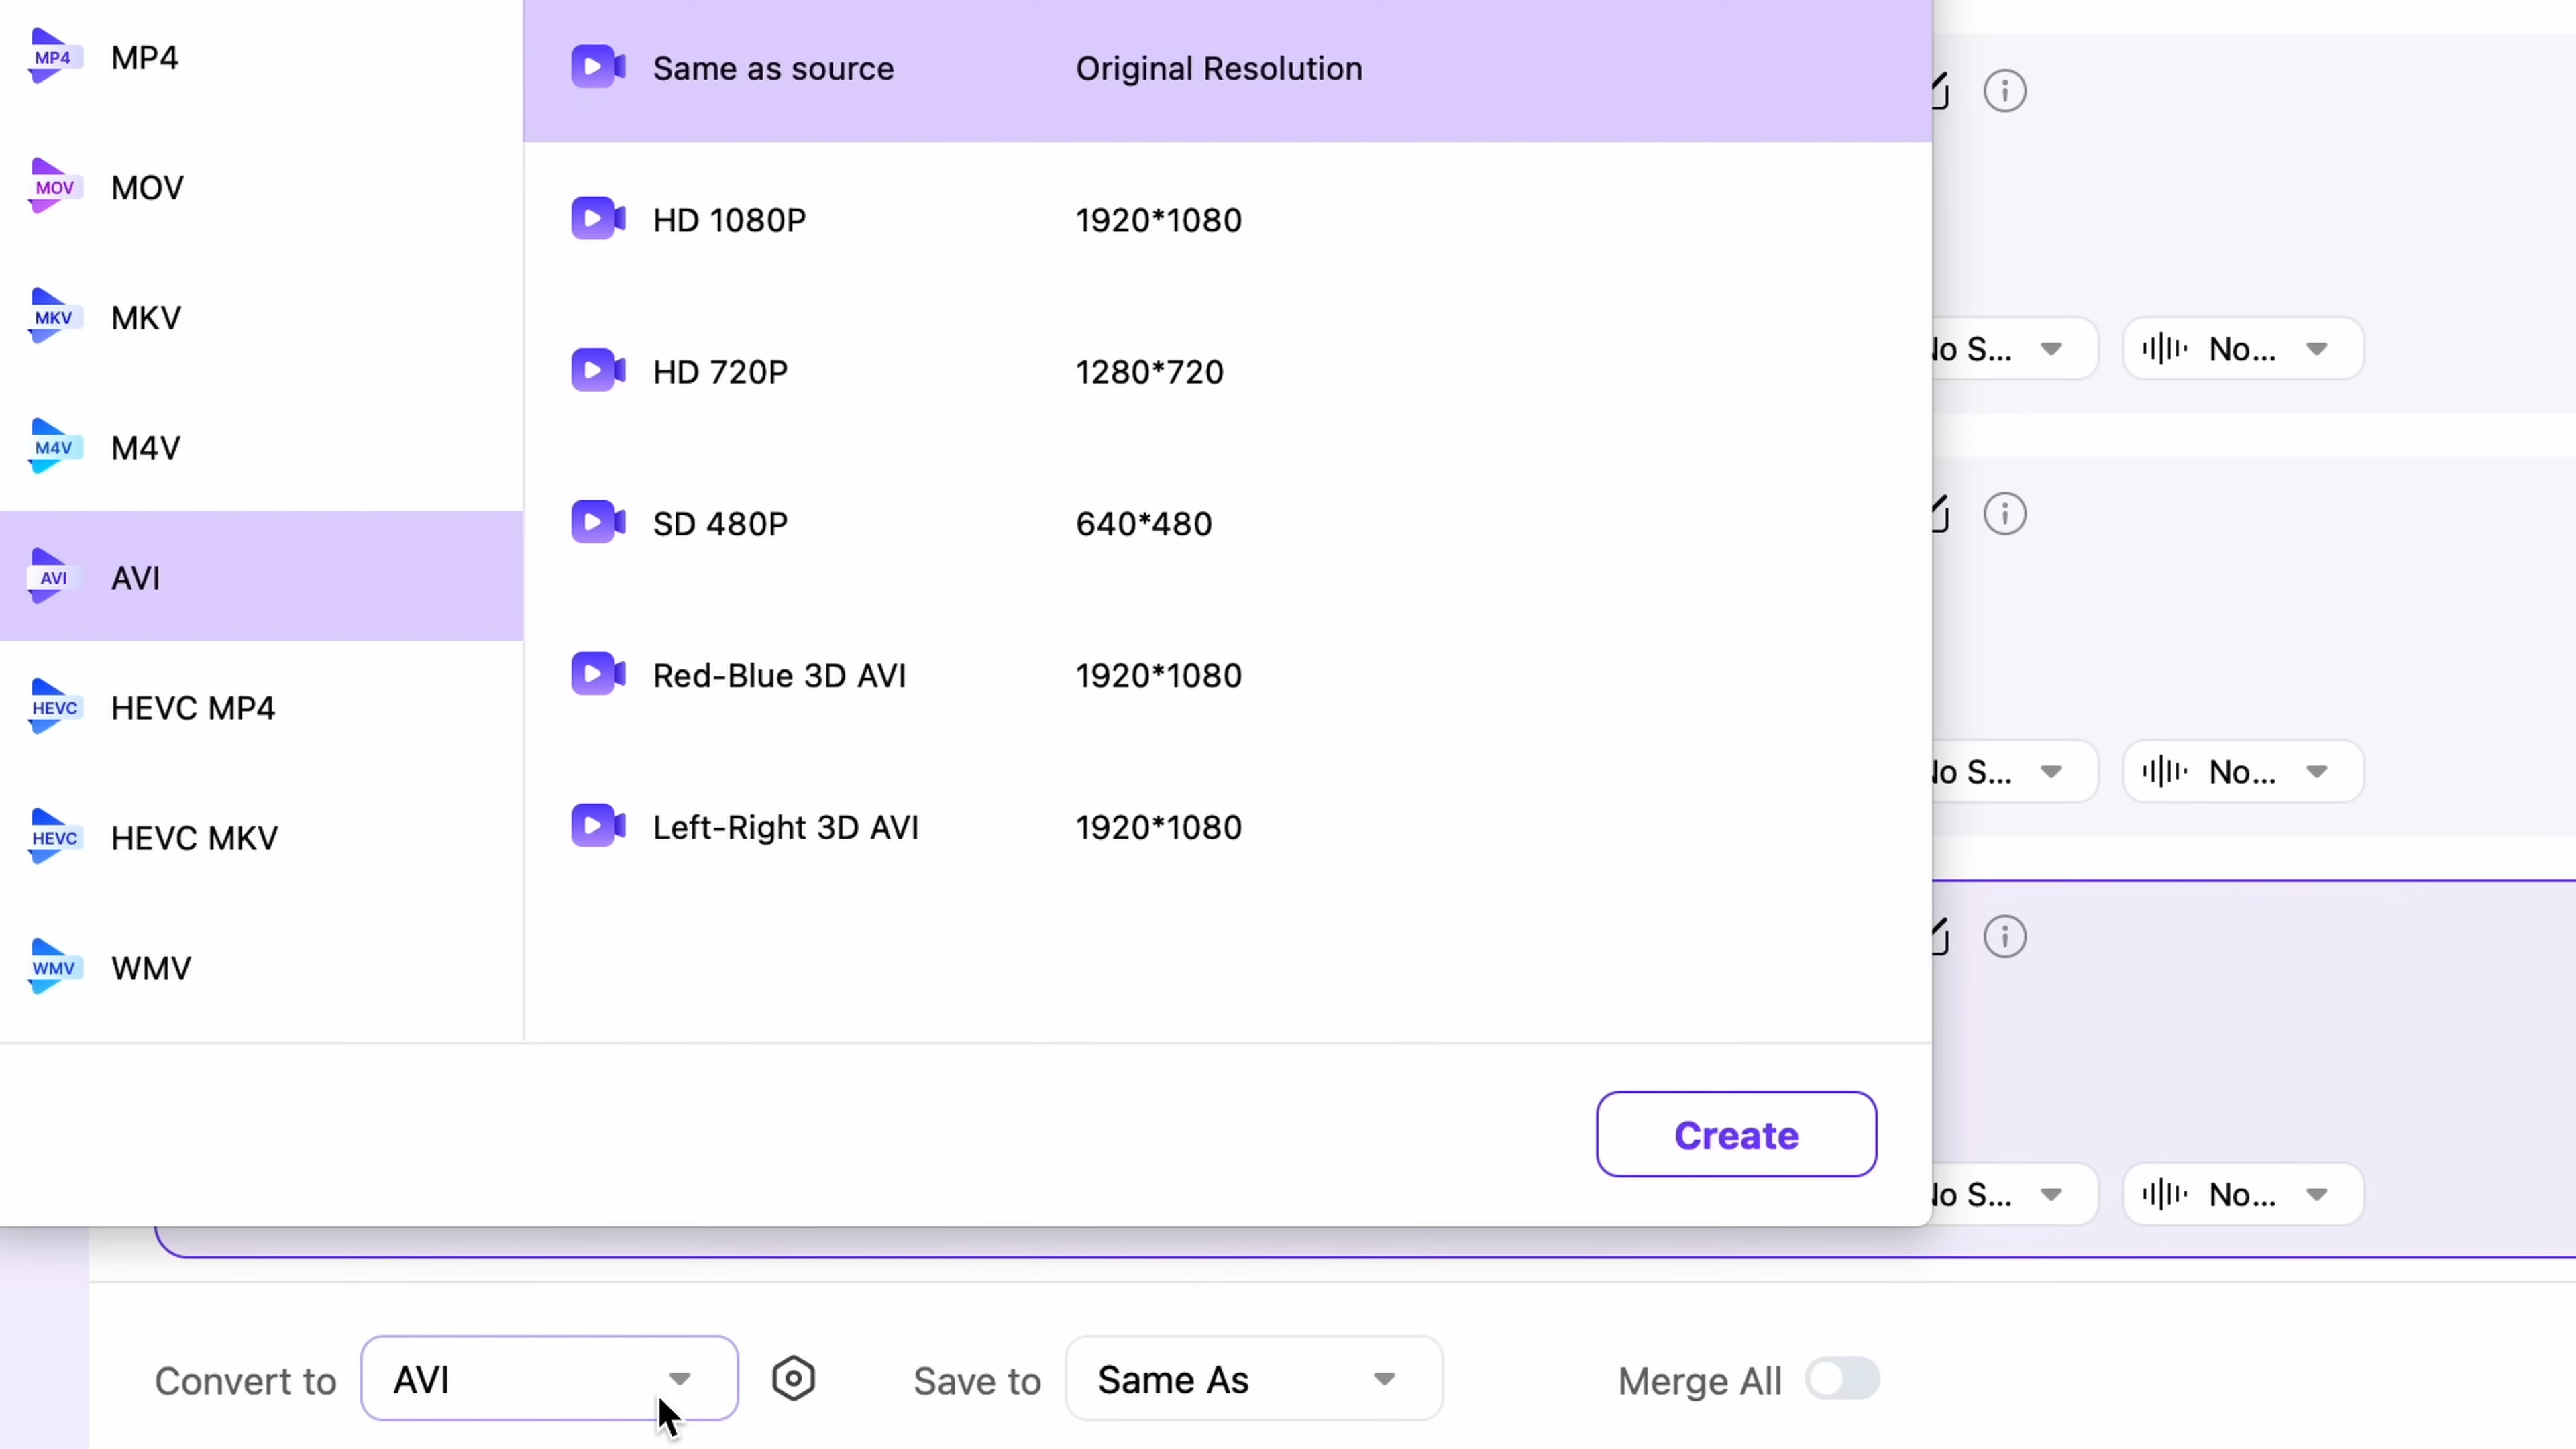 MP4 MP4
MOV MOV
MKV MKV
M4V M4V
AVI AVI
HEVC HEVC MP4
HEVC HEVC MKV
WMV WMV
Same as source Original Resolution
HD 1080P 1920*1080
HD 720P 1280*720
SD 480P 640*480
Red-Blue 3D AVI 1920*1080
Left-Right 3D AVI 1920*1080
Create
No S... No...
No S... No...
No S... No...
Convert to AVI Save to Same As Merge All